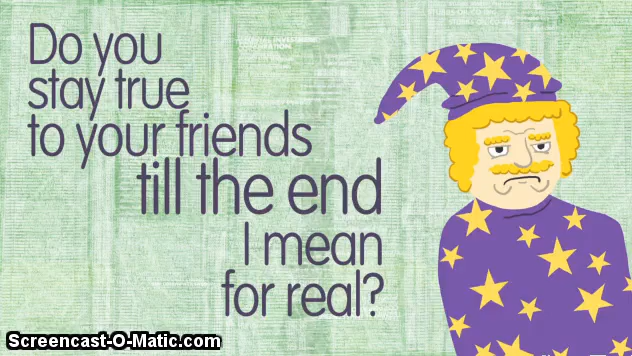 Do you
stay true
to your friends
till the end
I mean
for real?
Screencast-O-Matic.com